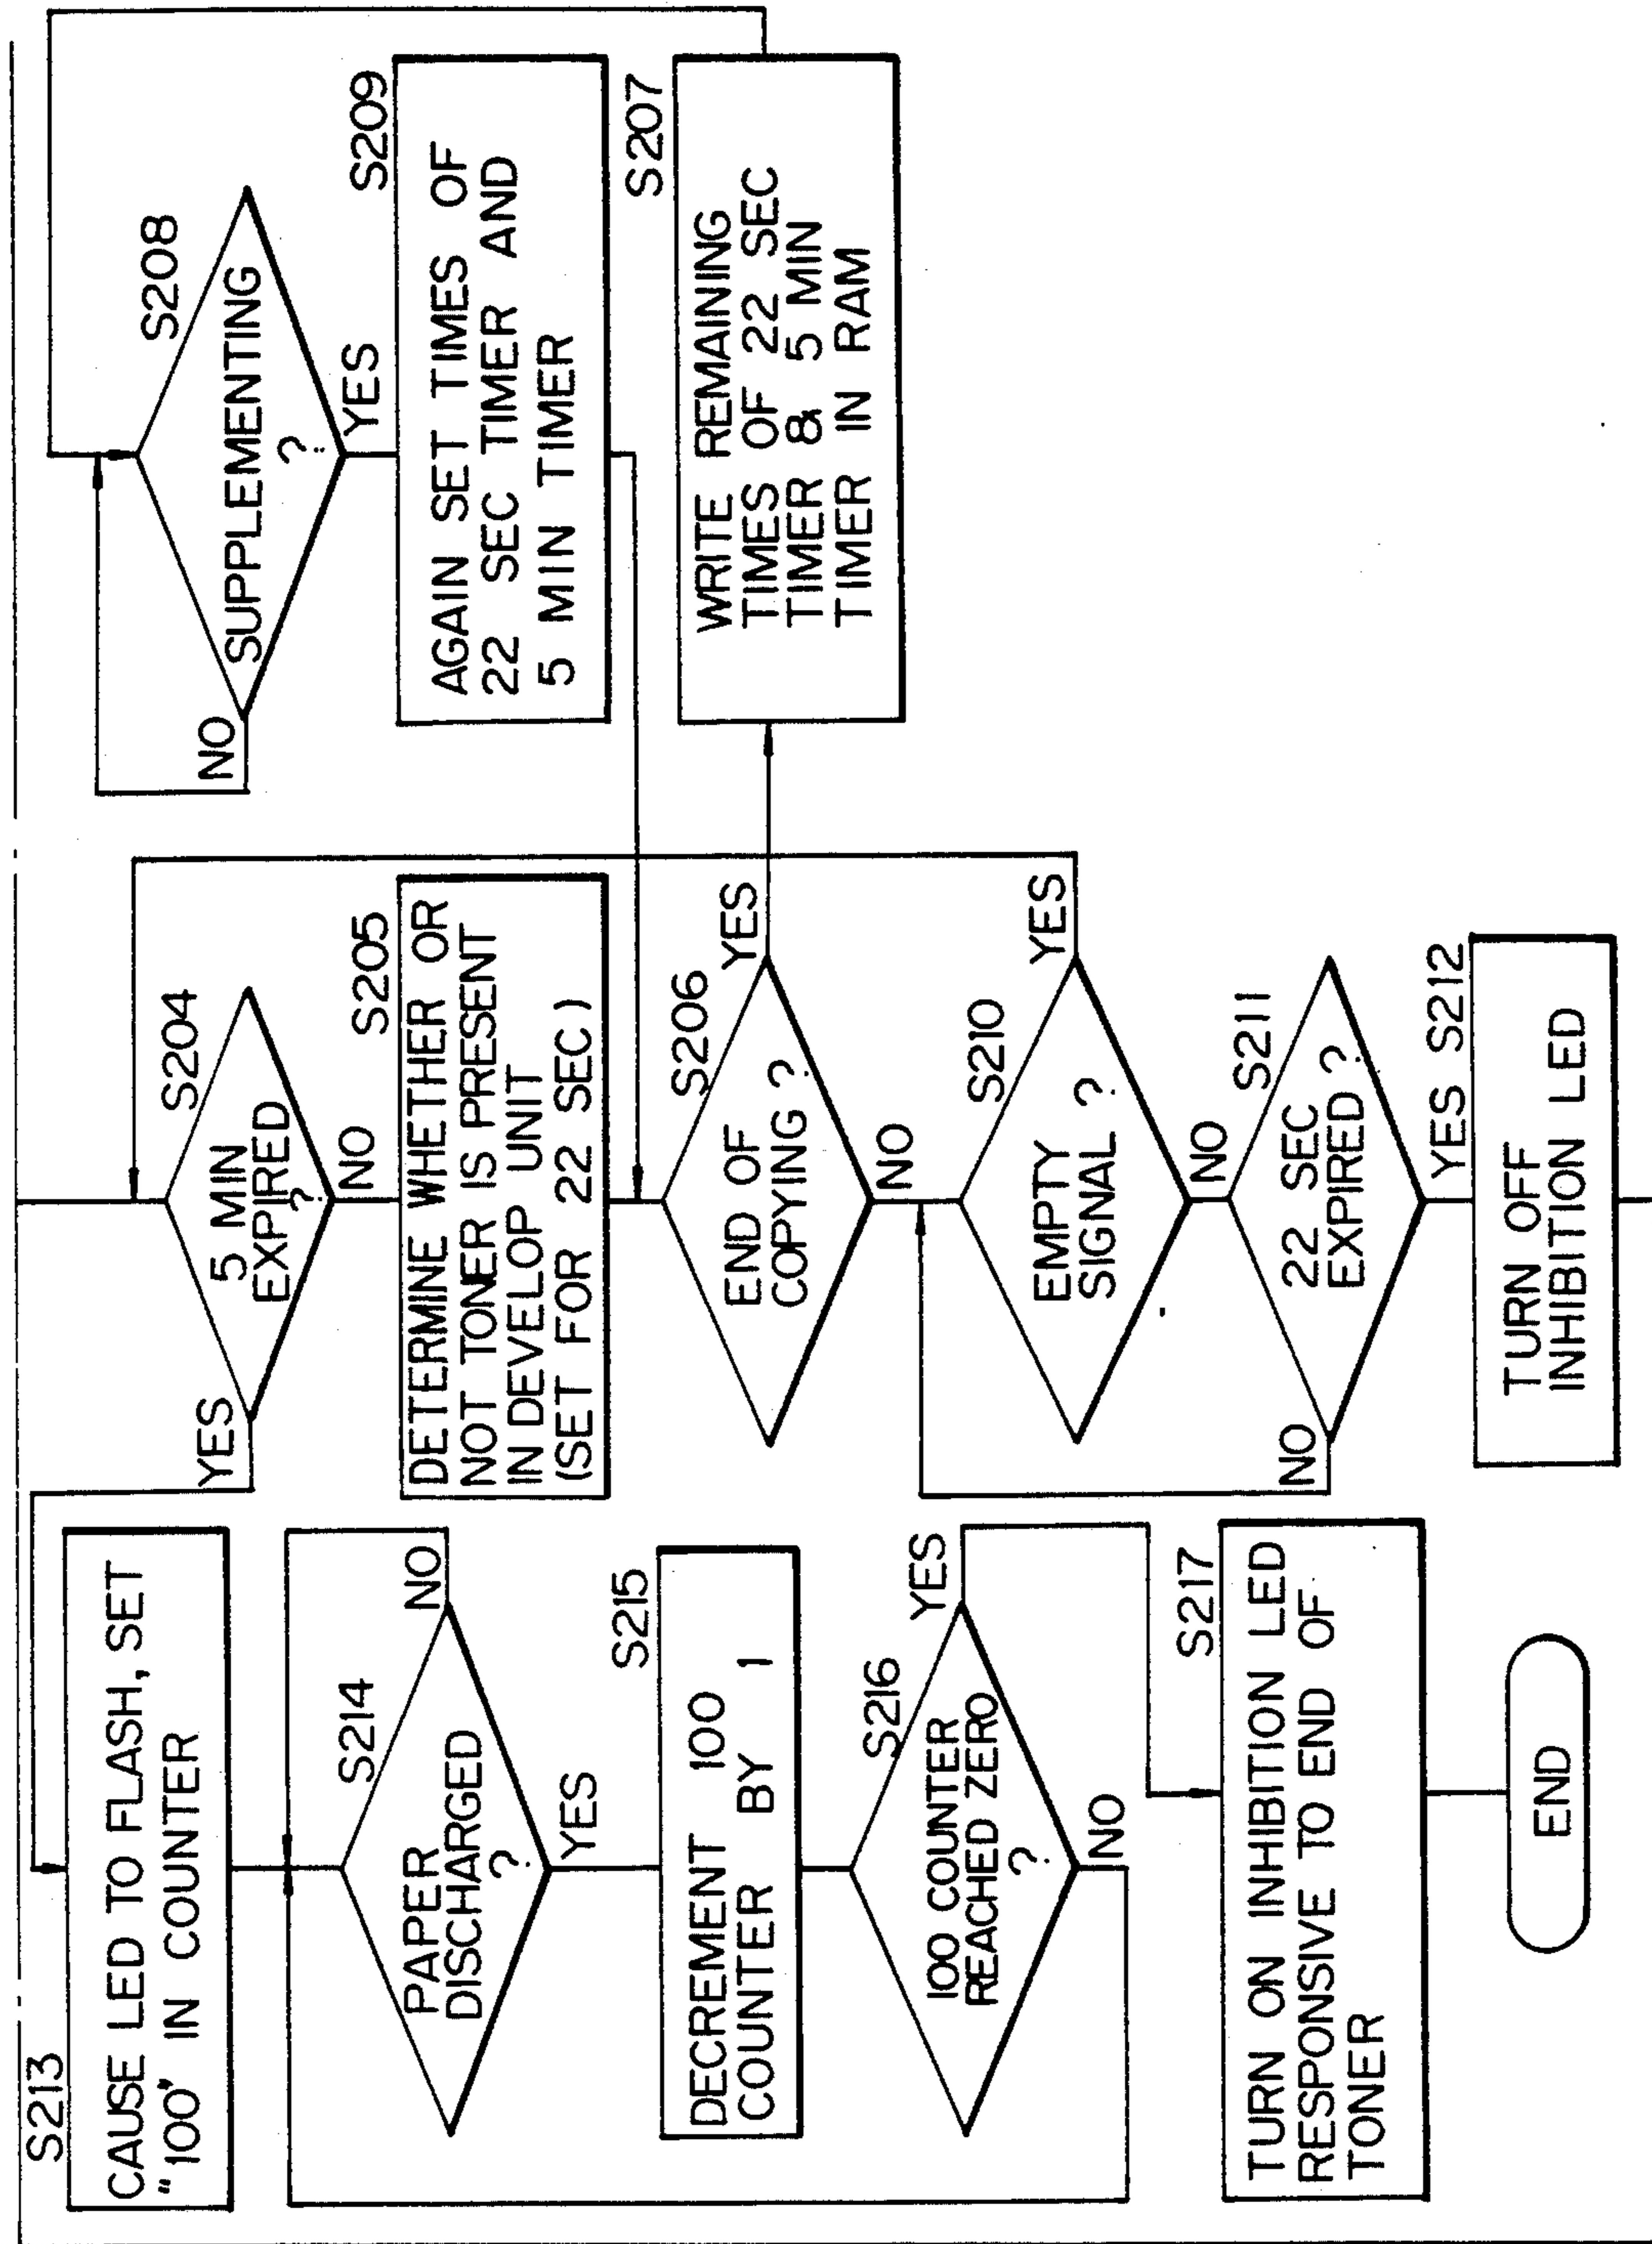 S213
CAUSE LED TO FLASH, SET
"100" IN COUNTER
S214
PAPER
DISCHARGED
?
NO
YES
S215
DECREMENT 100
COUNTER BY 1
S216
100 COUNTER
REACHED ZERO
?
YES
NO
S217
TURN ON INHIBITION LED
RESPONSIVE TO END OF
TONER
END
S204
5 MIN
EXPIRED
?
YES
NO
S205
DETERMINE WHETHER OR
NOT TONER IS PRESENT
IN DEVELOP UNIT
(SET FOR 22 SEC)
S206
END OF
COPYING ?
YES
NO
S210
EMPTY
SIGNAL ?
YES
NO
S211
22 SEC
EXPIRED ?
NO
YES
S212
TURN OFF
INHIBITION LED
S208
SUPPLEMENTING
?
NO
YES
S209
AGAIN SET TIMES OF
22 SEC TIMER AND
5 MIN TIMER
S207
WRITE REMAINING
TIMES OF 22 SEC
TIMER & 5 MIN
TIMER IN RAM